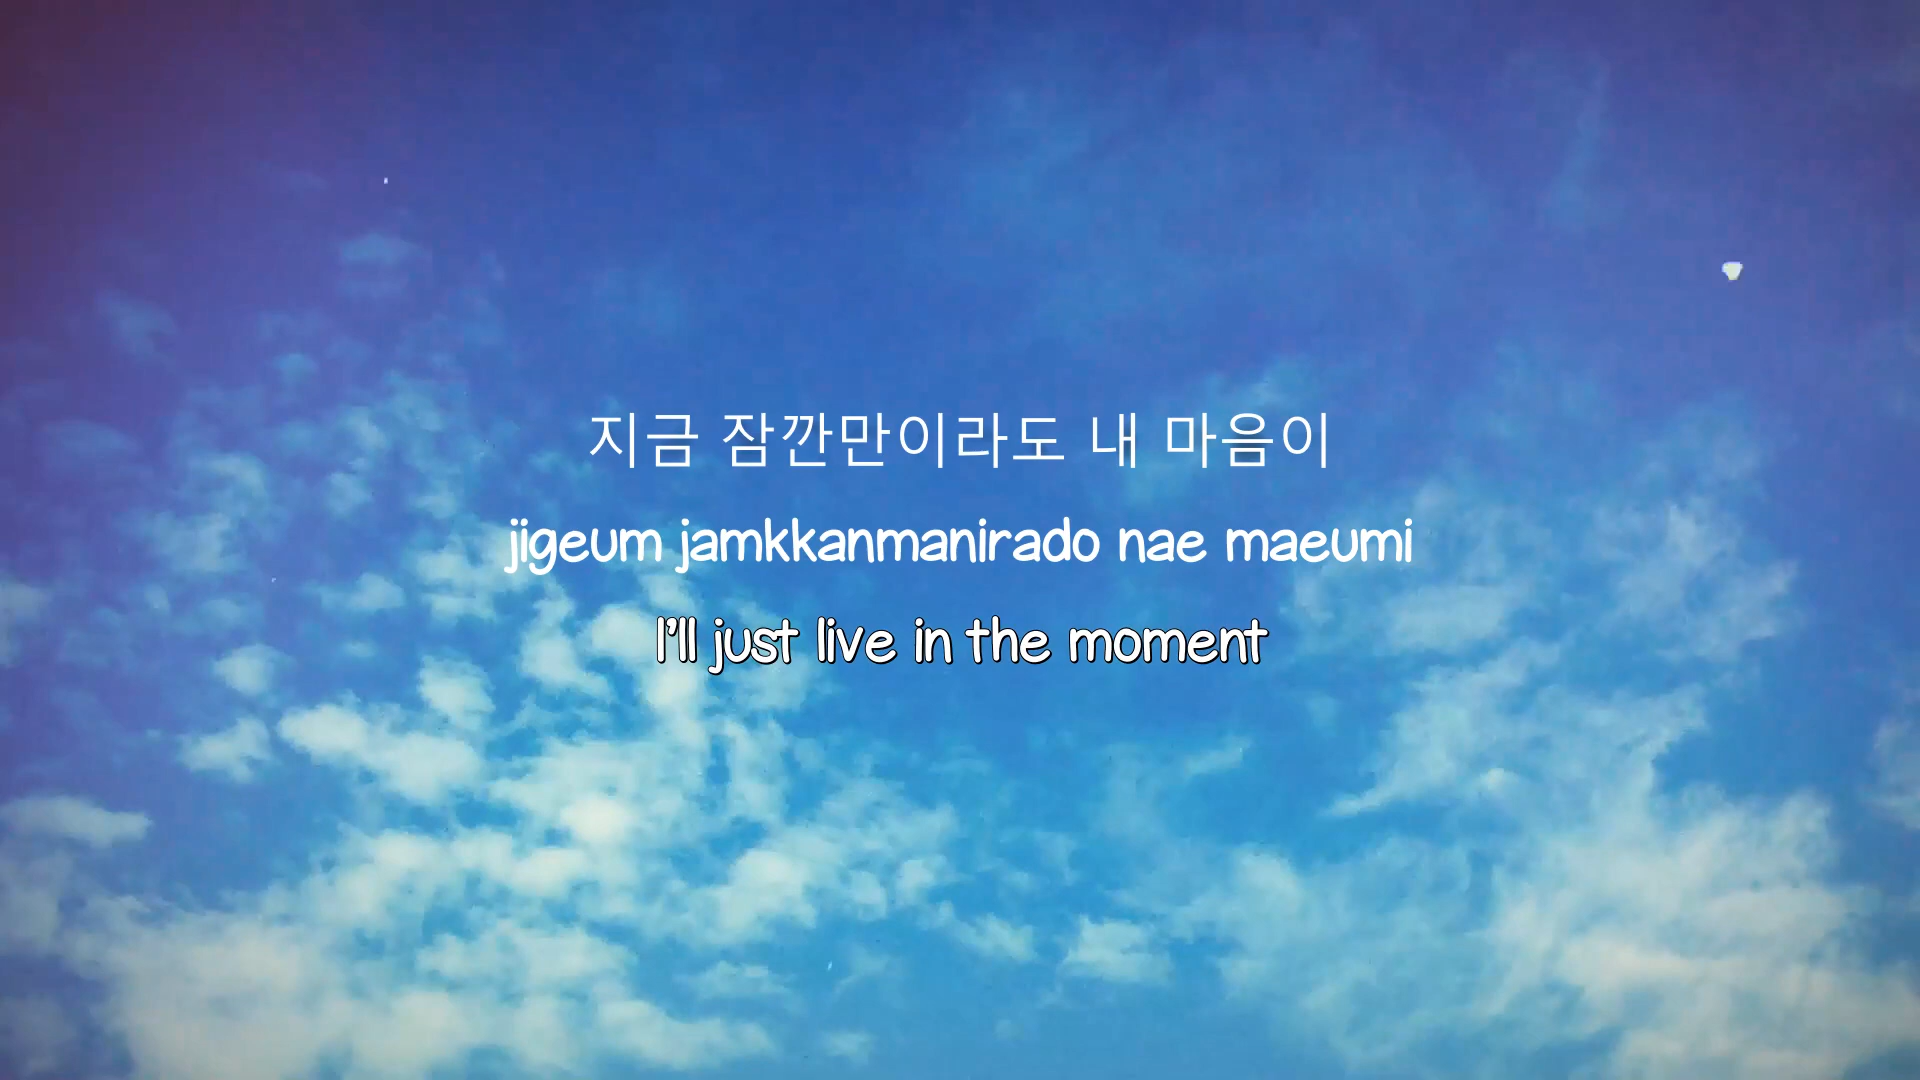 지금 잠깐만이라도 내 마음이
jigeum jamkkanmanirado nae maeumi
I'll just live in the moment